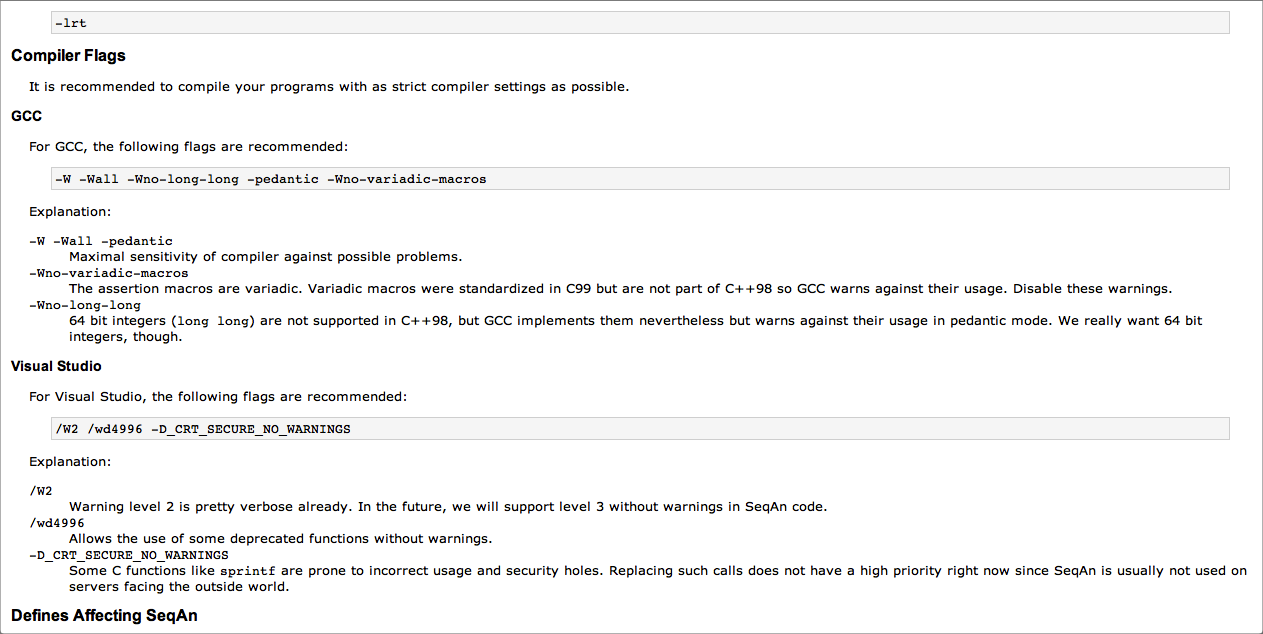 -lrt
Compiler Flags
It is recommended to compile your programs with as strict compiler settings as possible.
GCC
For GCC, the following flags are recommended:
-W -Wall -Wno-long-long -pedantic -Wno-variadic-macros
Explanation:
-W -Wall -pedantic
Maximal sensitivity of compiler against possible problems.
-Wno-variadic-macros
The assertion macros are variadic. Variadic macros were standardized in C99 but are not part of C++98 so GCC warns against their usage. Disable these warnings.
-Wno-long-long
64 bit integers (long long) are not supported in C++98, but GCC implements them nevertheless but warns against their usage in pedantic mode. We really want 64 bit
integers, though.
Visual Studio
For Visual Studio, the following flags are recommended:
/W2 /wd4996 -D_CRT_SECURE_NO_WARNINGS
Explanation:
/W2
Warning level 2 is pretty verbose already. In the future, we will support level 3 without warnings in SeqAn code.
/wd4996
Allows the use of some deprecated functions without warnings.
-D_CRT_SECURE_NO_WARNINGS
Some C functions like sprintf are prone to incorrect usage and security holes. Replacing such calls does not have a high priority right now since SeqAn is usually not used on
servers facing the outside world.
Defines Affecting SeqAn